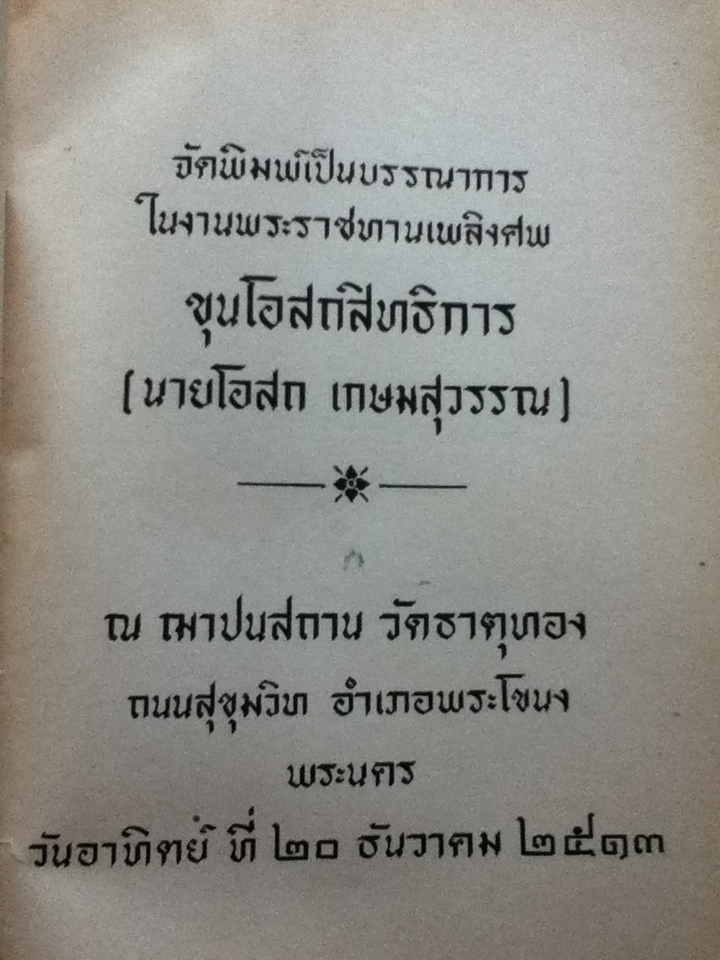 จัดพิมพ์เป็นบรรณาการ
ในงานพระราชทานเพลิงศพ
ขุนโอสถสิทธิการ
(นายโอสถ เกษมสุวรรณ)
ณ ฌาปนสถาน วัดธาตุทอง
ถนนสุขุมวิท อำเภอพระโขนง
พระนคร
วันอาทิตย์ ที่ ๒๐ ธันวาคม ๒๕๑๓